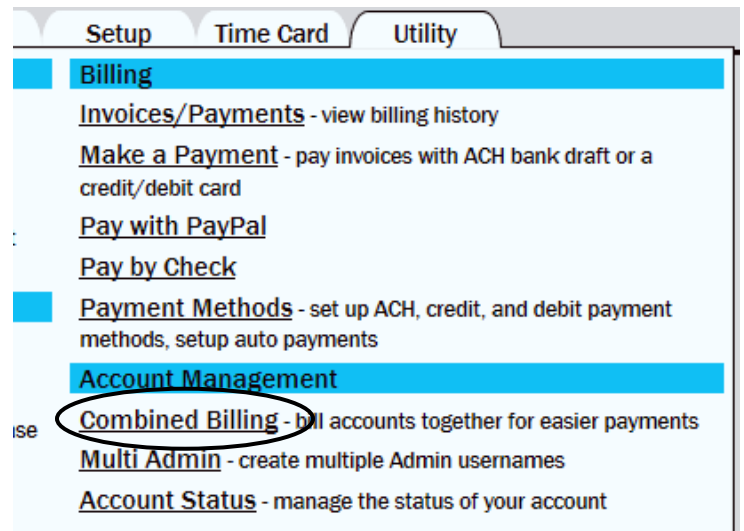 Setup Time Card Utility
Billing
Invoices/Payments - view billing history
Make a Payment - pay invoices with ACH bank draft or a
credit/debit card
Pay with PayPal
Pay by Check
Payment Methods - set up ACH, credit, and debit payment
methods, setup auto payments
Account Management
Combined Billing - bill accounts together for easier payments
Multi Admin - create multiple Admin usernames
Account Status - manage the status of your account